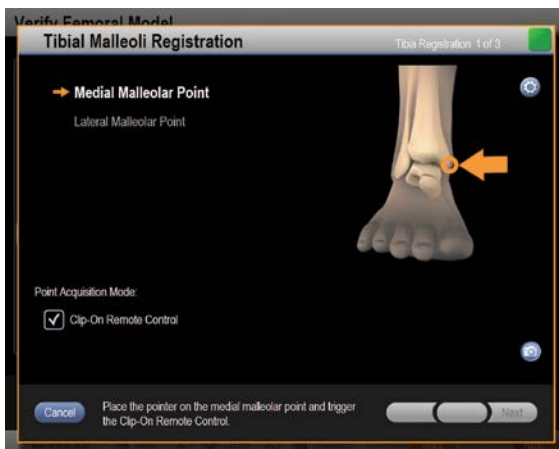 Verify Femoral Model
Tibial Malleoli Registration
Tibia Registration 1 of 3
Medial Malleolar Point
Lateral Malleolar Point
Point Acquisition Mode:
Clip-On Remote Control
Cancel
Place the pointer on the medial malleolar point and trigger
the Clip-On Remote Control.
Next